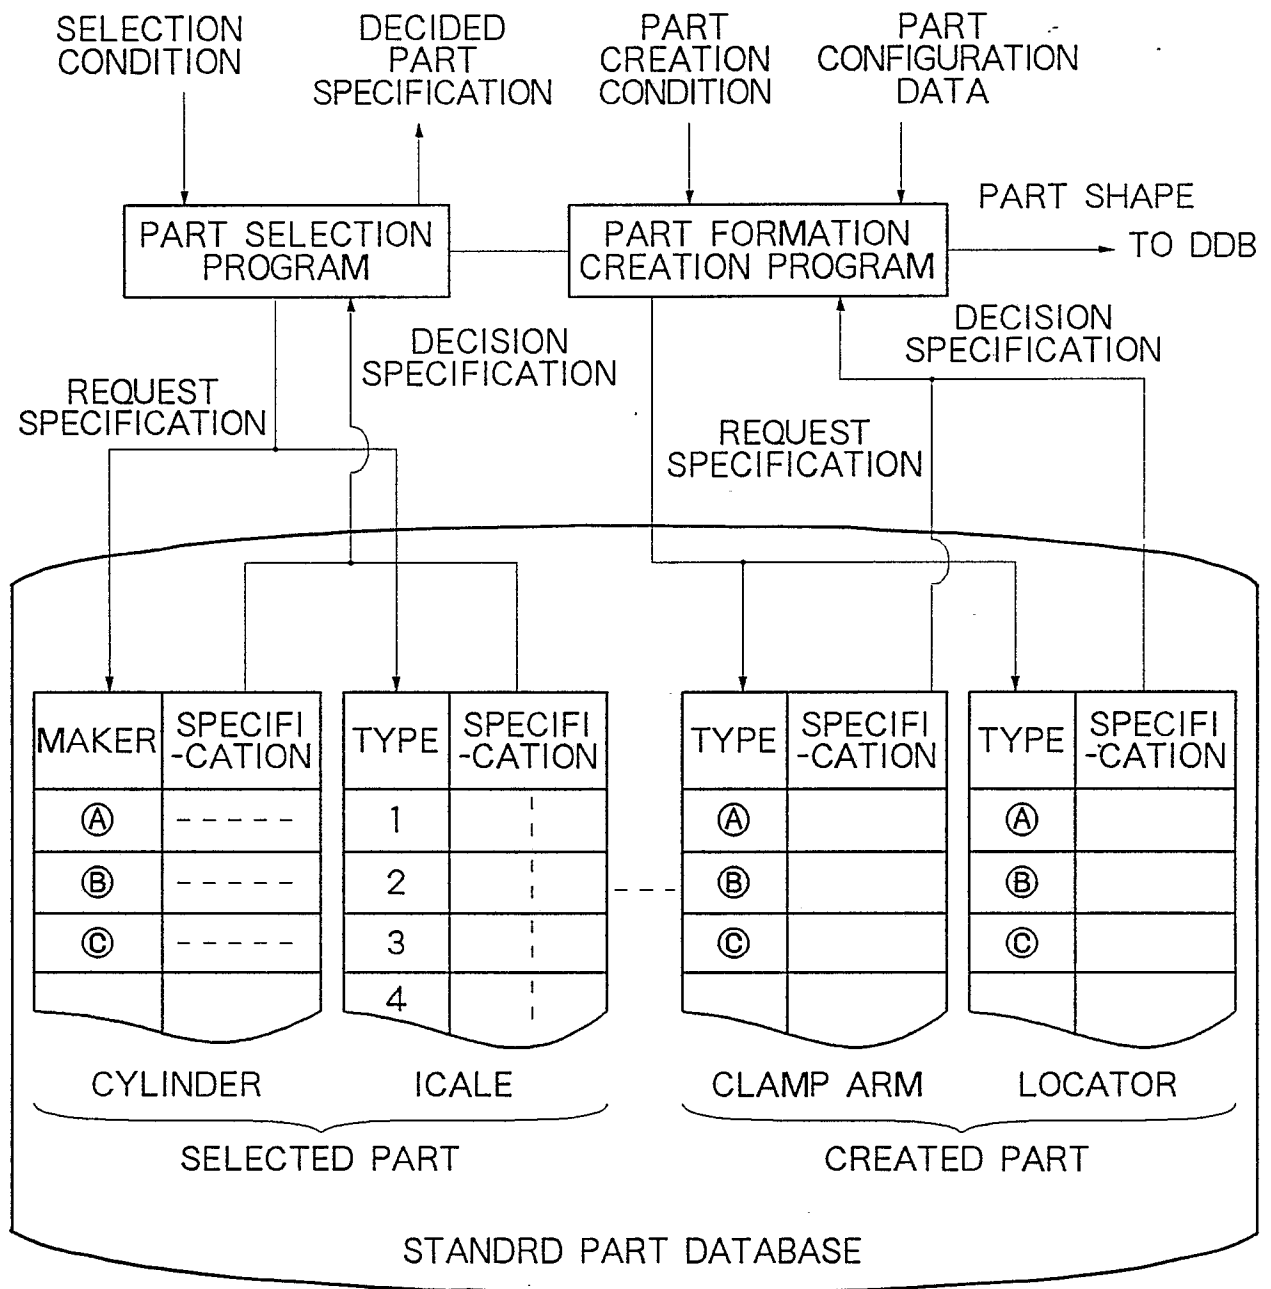 SELECTION
CONDITION
DECIDED
PART
SPECIFICATION
PART
CREATION
CONDITION
PART
CONFIGURATION
DATA
PART SELECTION
PROGRAM
PART FORMATION
CREATION PROGRAM
PART SHAPE
TO DDB
REQUEST
SPECIFICATION
DECISION
SPECIFICATION
REQUEST
SPECIFICATION
DECISION
SPECIFICATION
MAKER
SPECIFI
-CATION
Ⓐ
Ⓑ
Ⓒ
CYLINDER
TYPE
SPECIFI
-CATION
1
2
3
4
ICALE
SELECTED PART
TYPE
SPECIFI
-CATION
Ⓐ
Ⓑ
Ⓒ
CLAMP ARM
TYPE
SPECIFI
-CATION
Ⓐ
Ⓑ
Ⓒ
LOCATOR
CREATED PART
STANDRD PART DATABASE